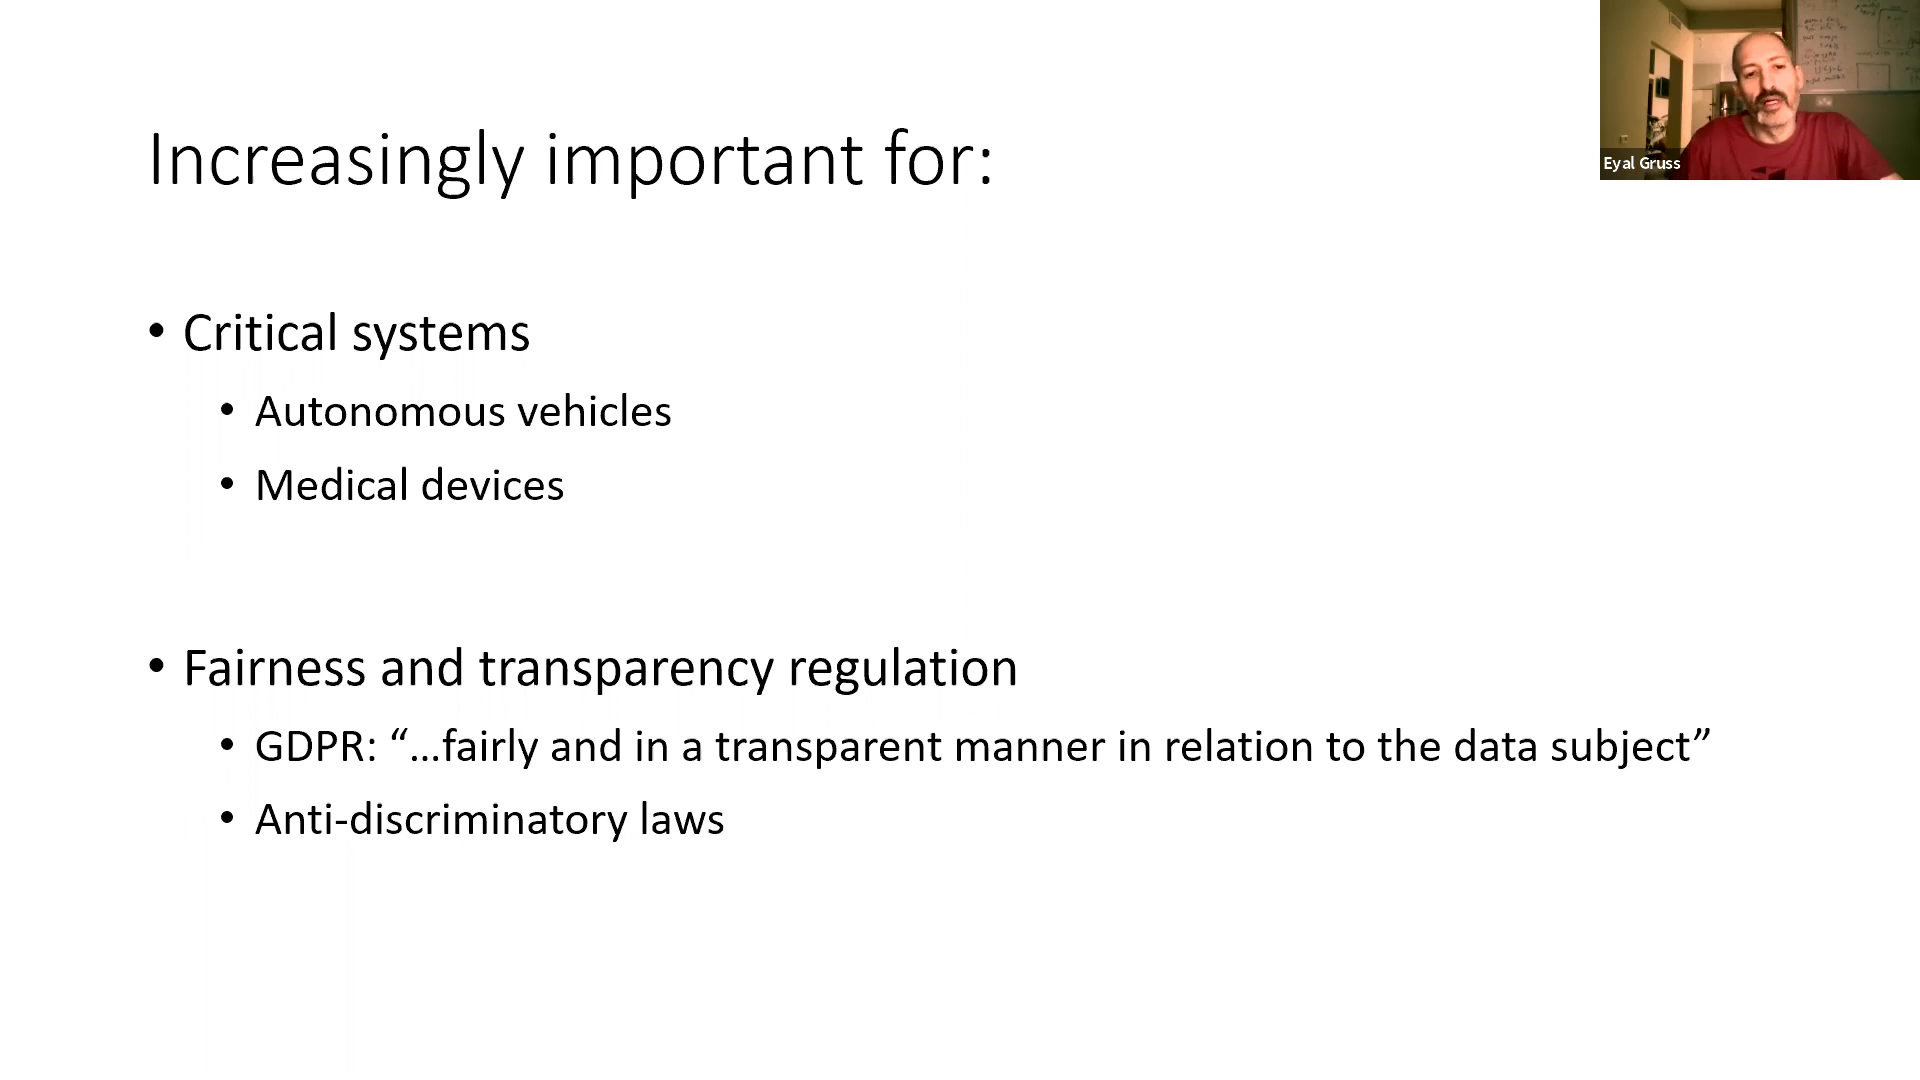 Increasingly important for:
• Critical systems
• Autonomous vehicles
• Medical devices
• Fairness and transparency regulation
• GDPR: “…fairly and in a transparent manner in relation to the data subject”
• Anti-discriminatory laws
Eyal Gruss